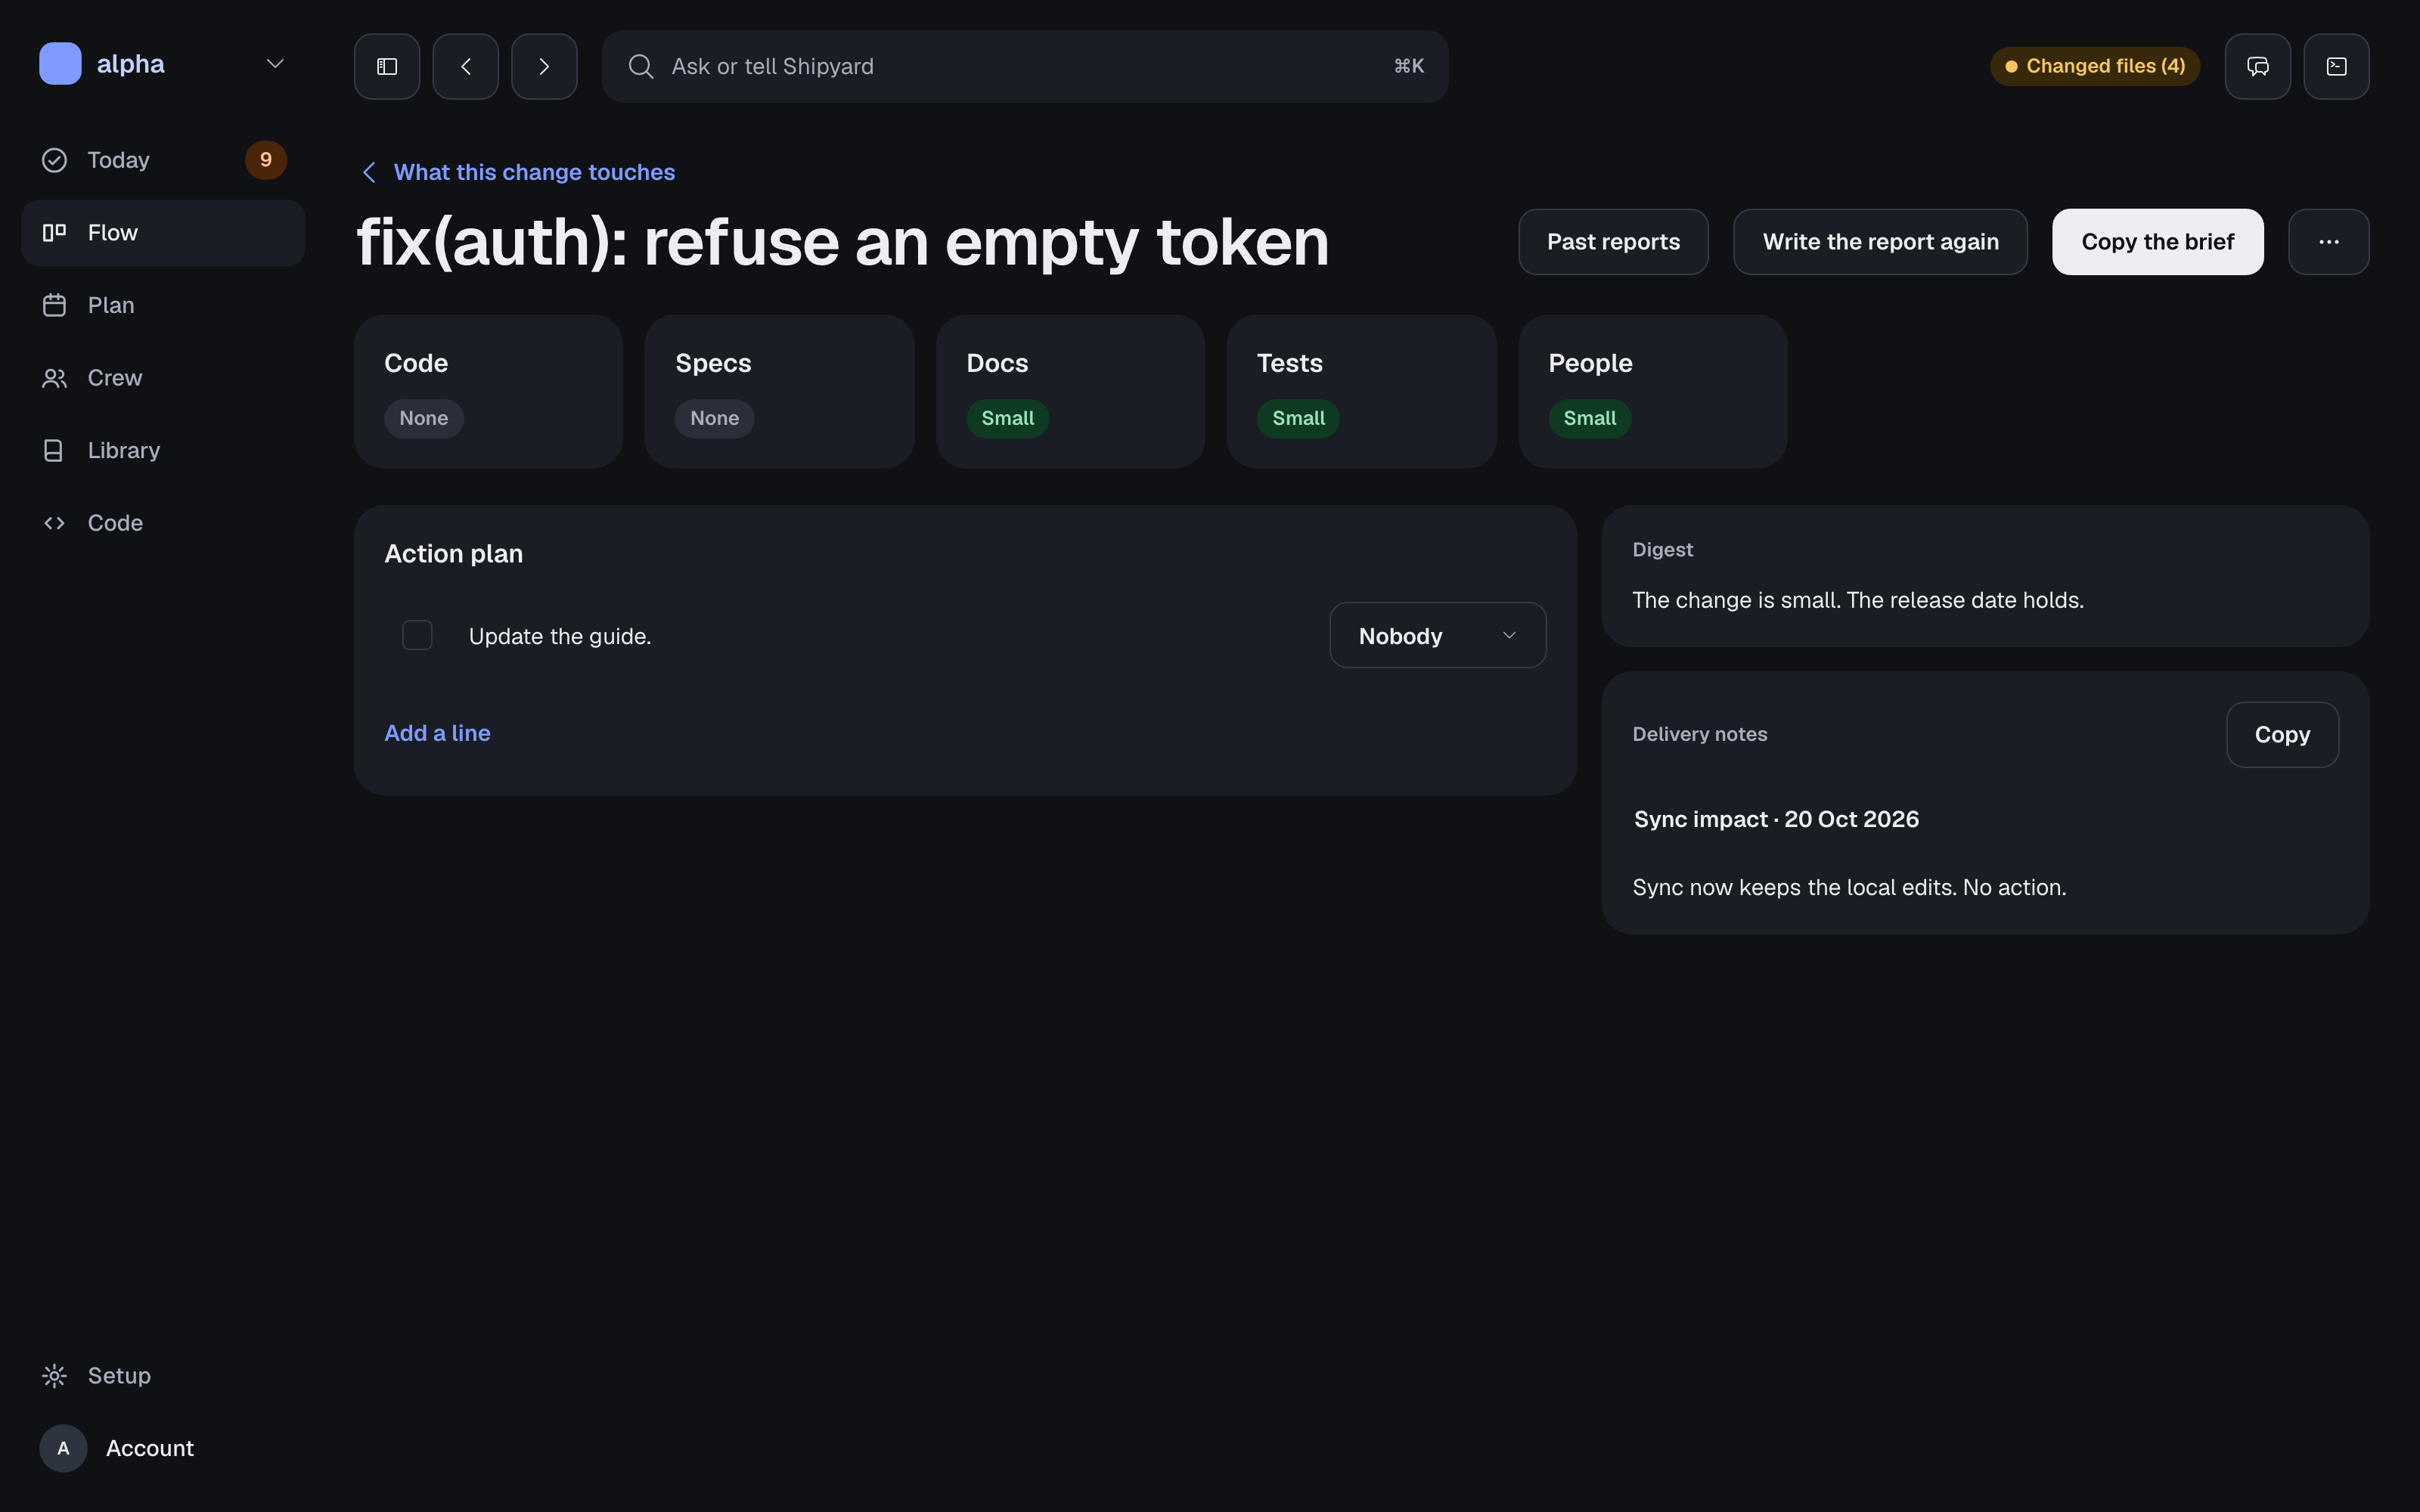 alpha
Ask or tell Shipyard
⌘K
Changed files (4)
Today
9
Flow
Plan
Crew
Library
Code
Setup
A
Account
What this change touches
fix(auth): refuse an empty token
Past reports
Write the report again
Copy the brief
Code
None
Specs
None
Docs
Small
Tests
Small
People
Small
Action plan
Update the guide.
Nobody
Add a line
Digest
The change is small. The release date holds.
Delivery notes
Copy
Sync impact · 20 Oct 2026
Sync now keeps the local edits. No action.